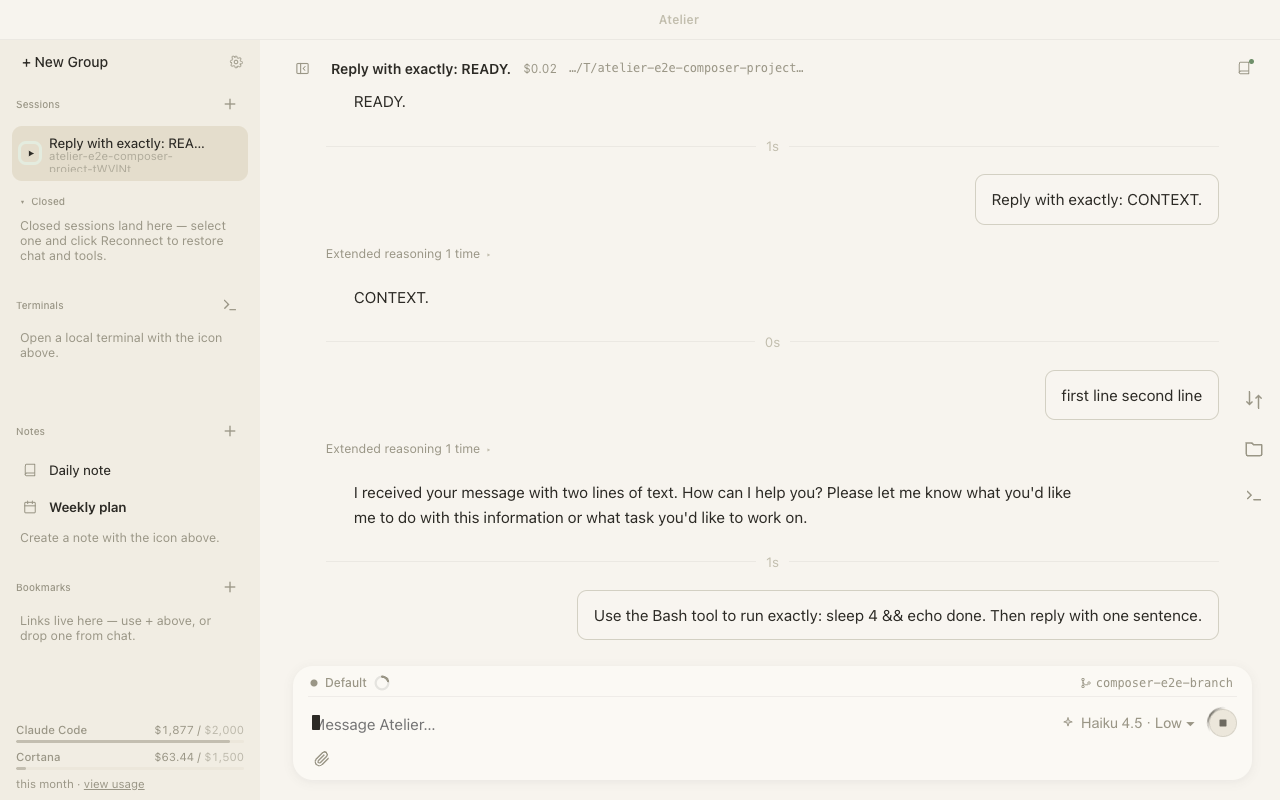 Atelier
+ New Group
Sessions
Reply with exactly: REA...
atelier-e2e-composer-
project-tWVINt
Closed
Closed sessions land here — select
one and click Reconnect to restore
chat and tools.
Terminals
Open a local terminal with the icon
above.
Notes
Daily note
Weekly plan
Create a note with the icon above.
Bookmarks
Links live here — use + above, or
drop one from chat.
Claude Code $1,877 / $2,000
Cortana $63.44 / $1,500
this month · view usage
Reply with exactly: READY. $0.02 …/T/atelier-e2e-composer-project…
READY.
1s
Reply with exactly: CONTEXT.
Extended reasoning 1 time ·
CONTEXT.
0s
first line second line
Extended reasoning 1 time ·
I received your message with two lines of text. How can I help you? Please let me know what you'd like
me to do with this information or what task you'd like to work on.
1s
Use the Bash tool to run exactly: sleep 4 && echo done. Then reply with one sentence.
Default composer-e2e-branch
Message Atelier...
Haiku 4.5 · Low